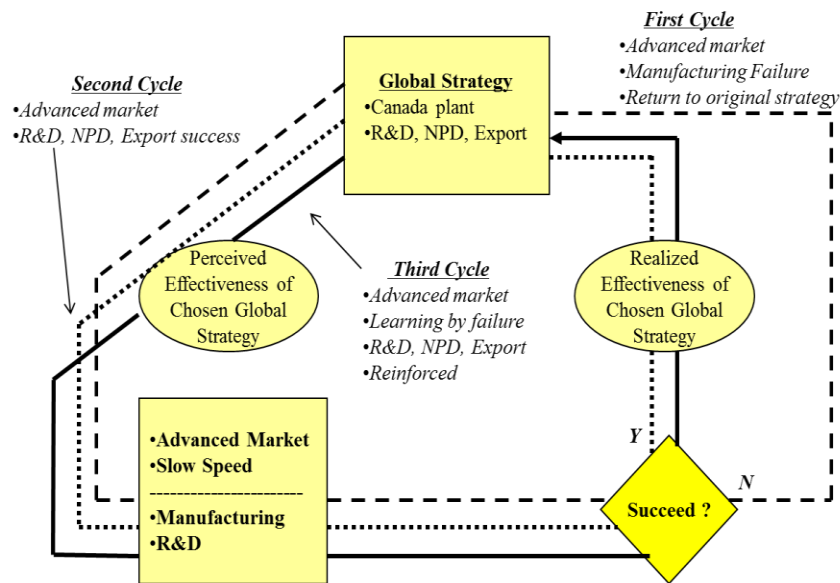 First Cycle
•Advanced market
•Manufacturing Failure
•Return to original strategy
Second Cycle
•Advanced market
•R&D, NPD, Export success
Global Strategy
•Canada plant
•R&D, NPD, Export
Perceived
Effectiveness of
Chosen Global
Strategy
Third Cycle
•Advanced market
•Learning by failure
•R&D, NPD, Export
•Reinforced
Realized
Effectiveness of
Chosen Global
Strategy
•Advanced Market
•Slow Speed
-----------------------
•Manufacturing
•R&D
Y
N
Succeed ?